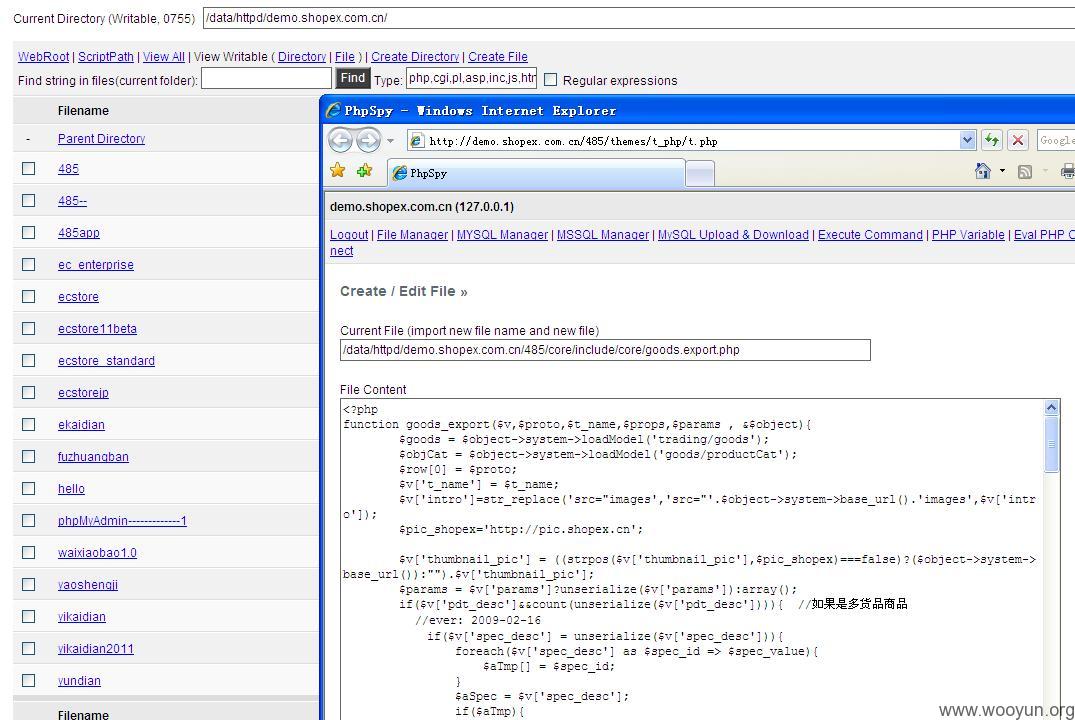 Current Directory (Writable, 0755) /data/httpd/demo.shopex.com.cn/
WebRoot | ScriptPath | View All | View Writable ( Directory | File ) | Create Directory | Create File
Find string in files(current folder): Find Type: php,cgi,pl,asp,inc,js,htm Regular expressions
Filename
- Parent Directory
485
485--
485app
ec_enterprise
ecstore
ecstore11beta
ecstore_standard
ecstorejp
ekaidian
fuzhuangban
hello
phpMyAdmin-------------1
waixiaobao1.0
yaoshengji
yikaidian
yikaidian2011
yundian
Filename
PhpSpy - Windows Internet Explorer
http://demo.shopex.com.cn/485/themes/t_php/t.php
Google
PhpSpy
demo.shopex.com.cn (127.0.0.1)
Logout | File Manager | MYSQL Manager | MSSQL Manager | MySQL Upload & Download | Execute Command | PHP Variable | Eval PHP C
nect
Create / Edit File »
Current File (import new file name and new file)
/data/httpd/demo.shopex.com.cn/485/core/include/core/goods.export.php
File Content
<?php
function goods_export($v,$proto,$t_name,$props,$params , &$object){
$goods = $object->system->loadModel('trading/goods');
$objCat = $object->system->loadModel('goods/productCat');
$row[0] = $proto;
$v['t_name'] = $t_name;
$v['intro']=str_replace('src="images','src="'.$object->system->base_url().'images',$v['intr
o']);
$pic_shopex='http://pic.shopex.cn';
$v['thumbnail_pic'] = ((strpos($v['thumbnail_pic'],$pic_shopex)===false)?($object->system->
base_url()):"").$v['thumbnail_pic'];
$params = $v['params']?unserialize($v['params']):array();
if($v['pdt_desc']&&count(unserialize($v['pdt_desc']))){ //如果是多货品商品
//ever: 2009-02-16
if($v['spec_desc'] = unserialize($v['spec_desc'])){
foreach($v['spec_desc'] as $spec_id => $spec_value){
$aTmp[] = $spec_id;
}
$aSpec = $v['spec_desc'];
if($aTmp){
www.wooyun.org